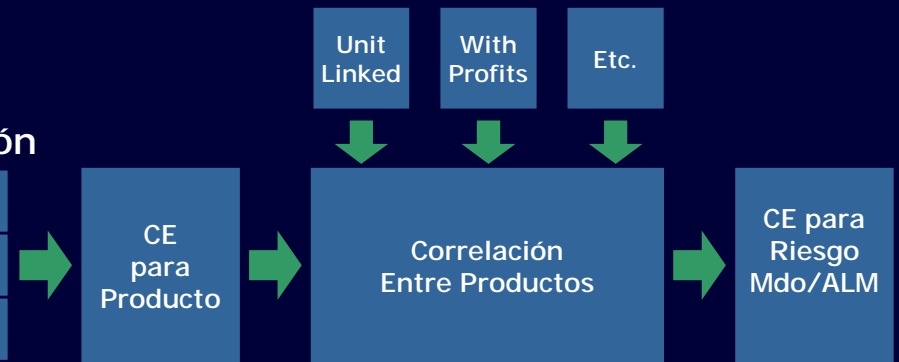 Unit
Linked
With
Profits
Etc.
ón
CE
para
Producto
Correlación
Entre Productos
CE para
Riesgo
Mdo/ALM